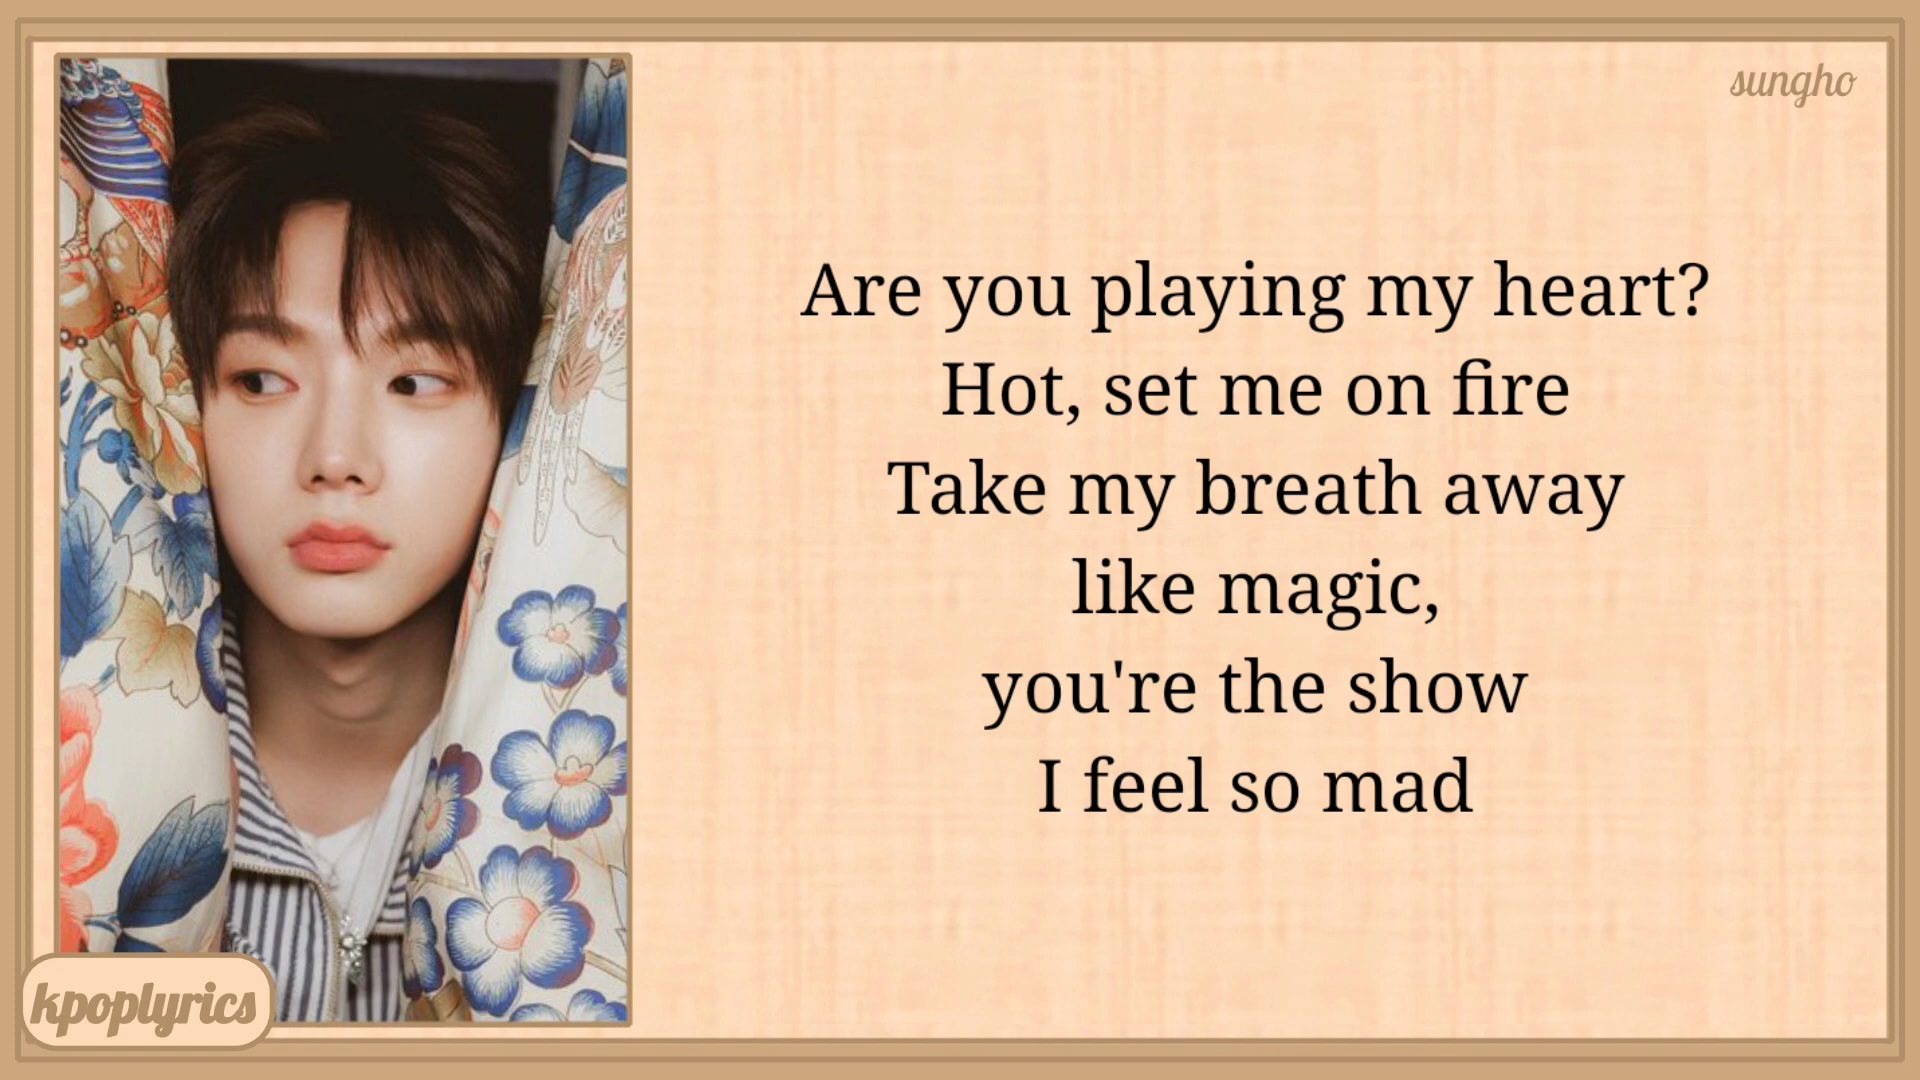 sungho
Are you playing my heart?
Hot, set me on fire
Take my breath away
like magic,
you're the show
I feel so mad
kpoplyrics